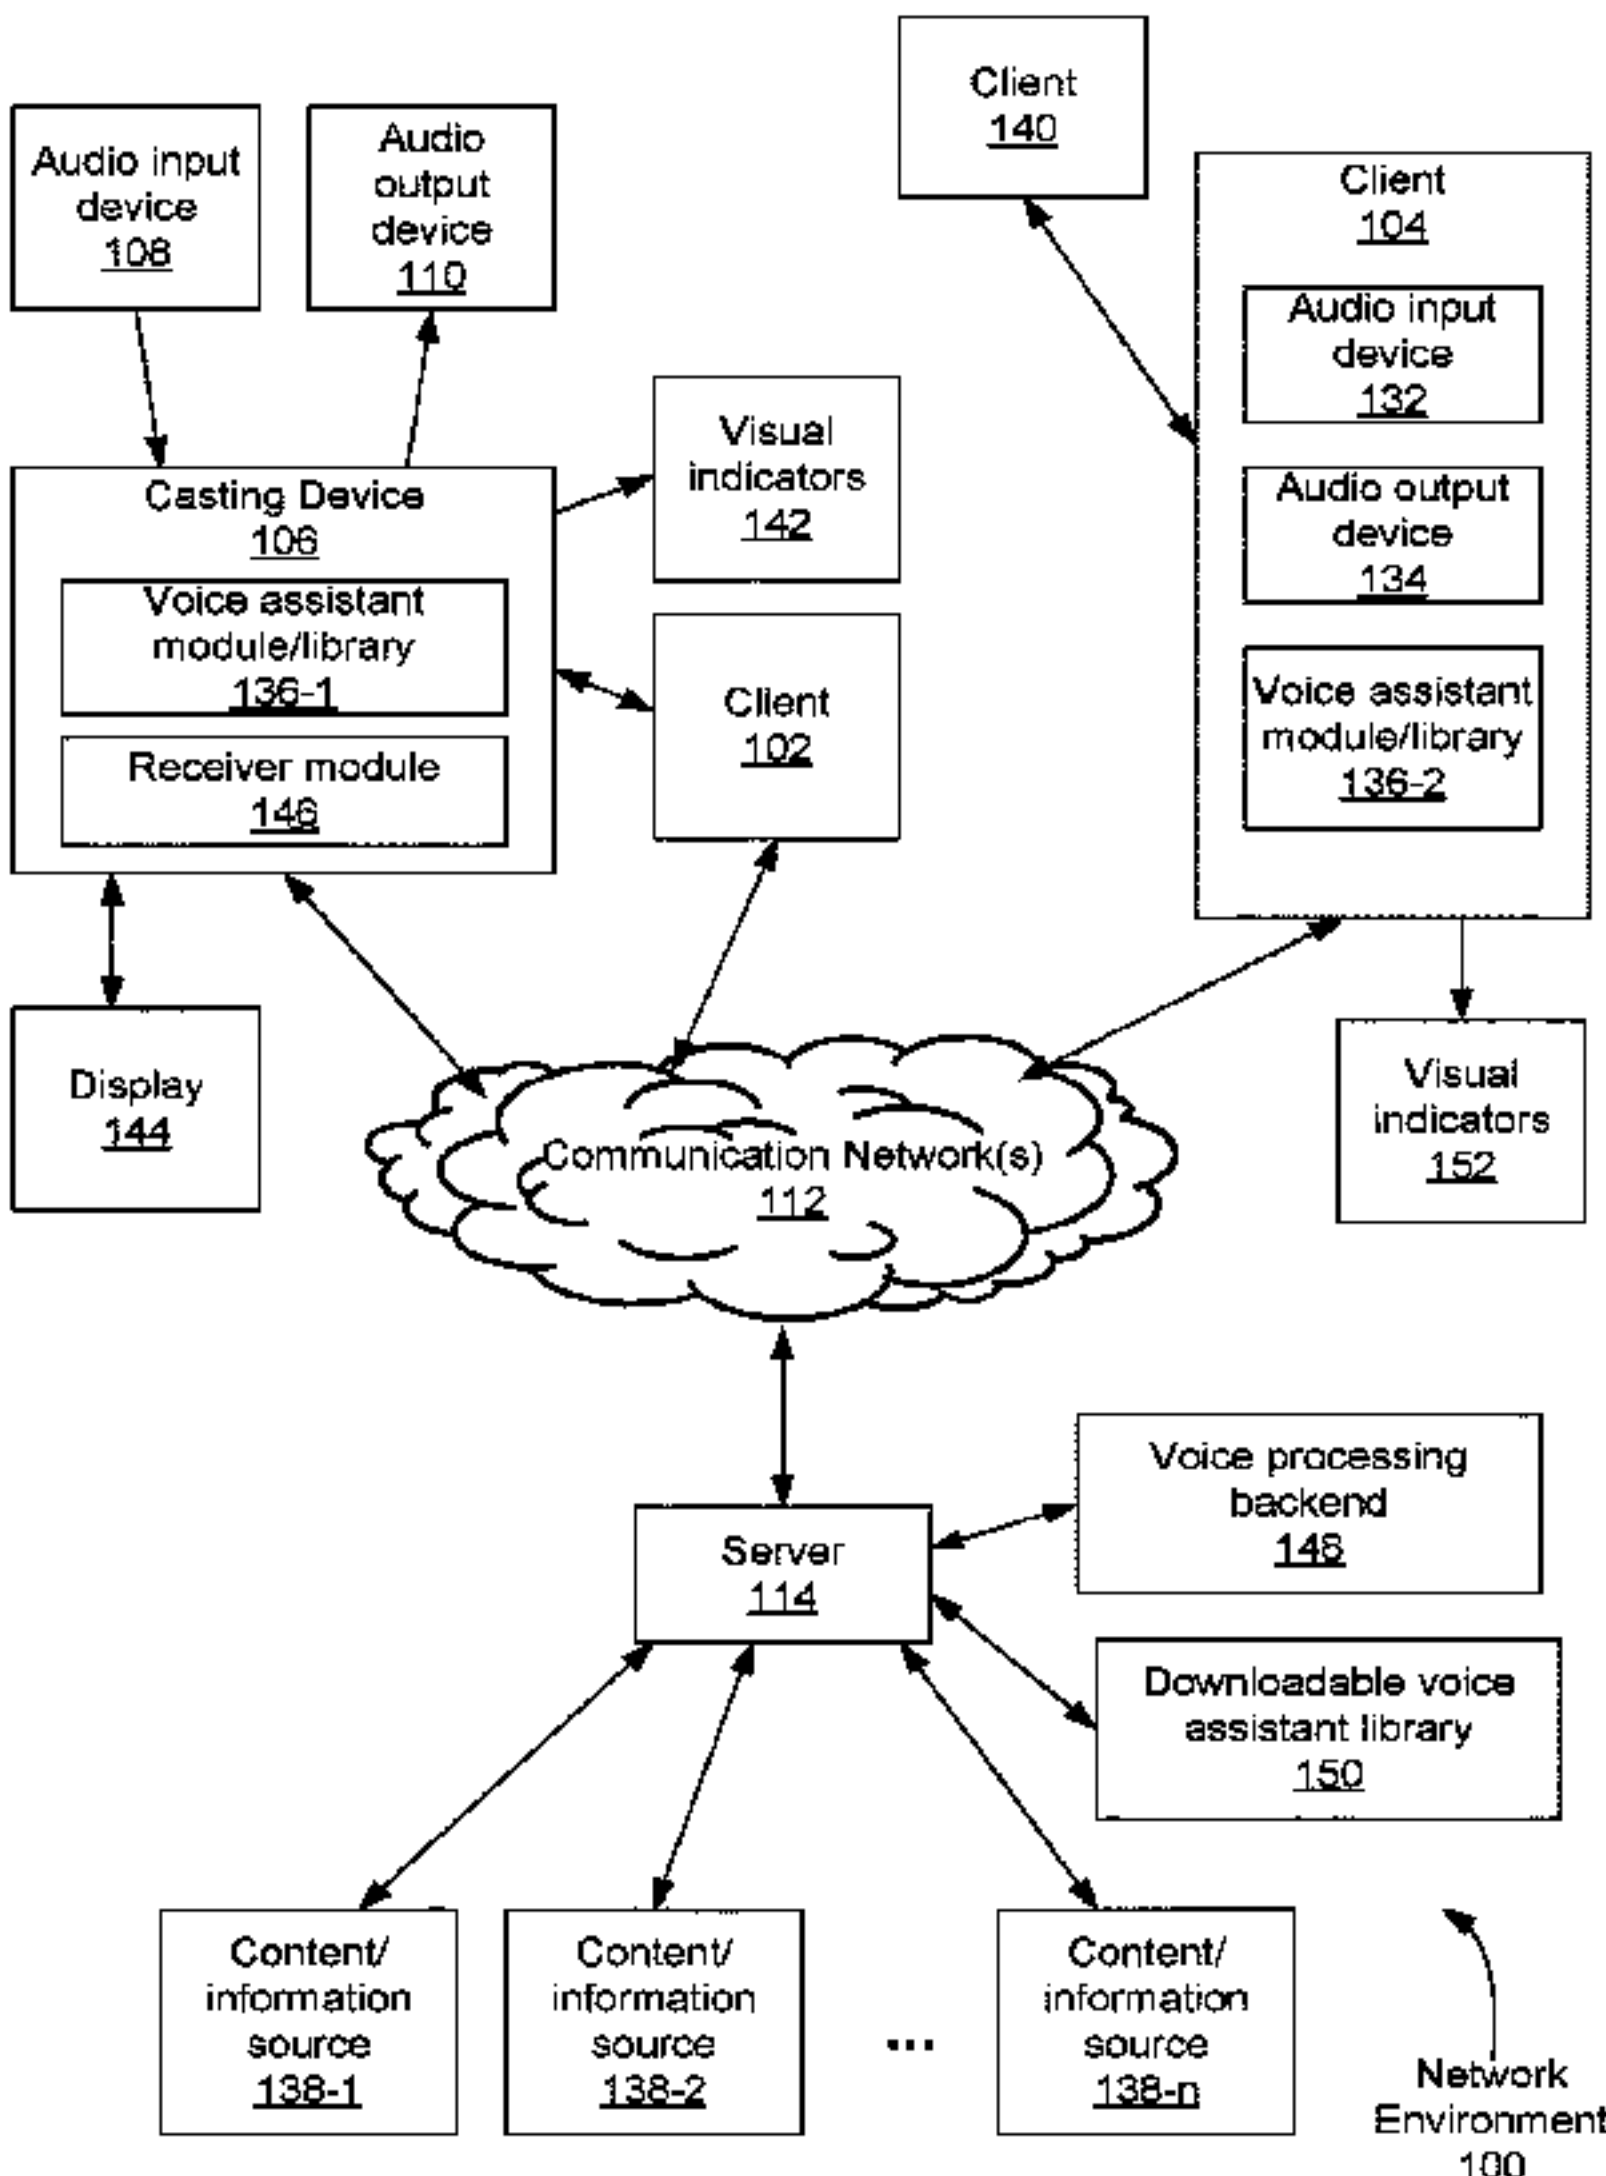 Client
140
Audio input
device
108
Audio
output
device
110
Client
104
Audio input
device
132
Audio output
device
134
Voice assistant
module/library
136-2
Visual
indicators
142
Casting Device
106
Voice assistant
module/library
136-1
Receiver module
146
Client
102
Display
144
Visual
indicators
152
Communication Network(s)
112
Voice processing
backend
148
Server
114
Downloadable voice
assistant library
150
Content/
information
source
138-1
Content/
information
source
138-2
...
Content/
information
source
138-n
Network
Environment
100